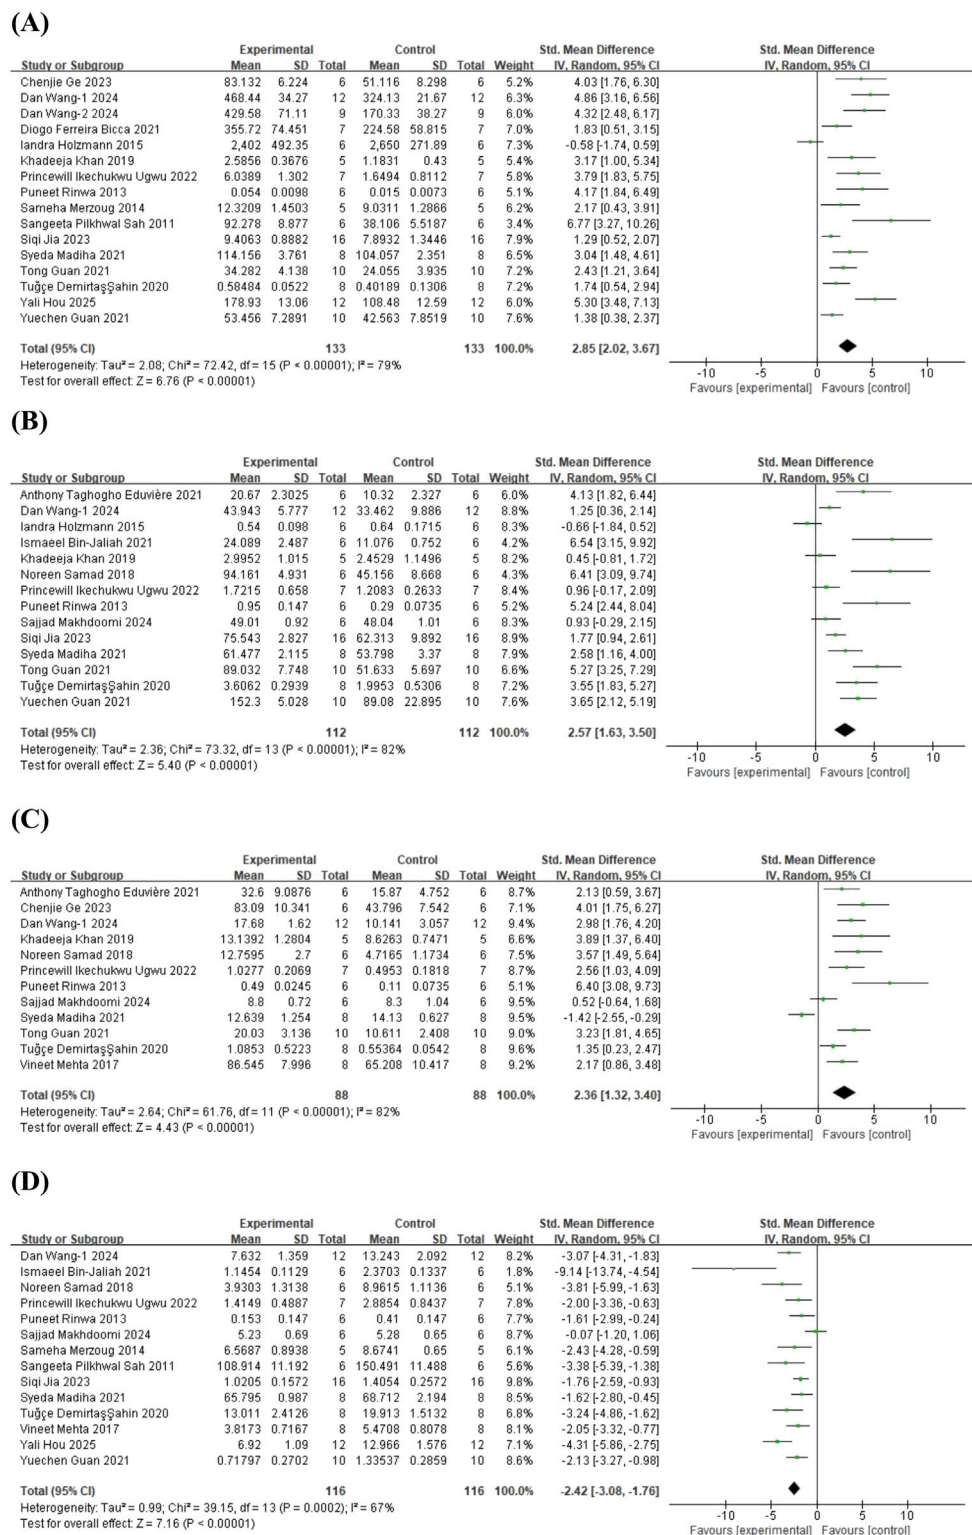 (A)
Experimental Control Std. Mean Difference Std. Mean Difference
Study or Subgroup Mean SD Total Mean SD Total Weight IV, Random, 95% CI IV, Random, 95% CI
Chenjie Ge 2023 83.132 6.224 6 51.116 8.298 6 5.2% 4.03 [1.76, 6.30]
Dan Wang-1 2024 468.44 34.27 12 324.13 21.67 12 6.3% 4.86 [3.16, 6.56]
Dan Wang-2 2024 429.58 71.11 9 170.33 38.27 9 6.0% 4.32 [2.48, 6.17]
Diogo Ferreira Bicca 2021 355.72 74.451 7 224.58 58.815 7 7.0% 1.83 [0.51, 3.15]
Iandra Holzmann 2015 2,402 492.35 6 2,650 271.89 6 7.3% -0.58 [-1.74, 0.59]
Khadeeja Khan 2019 2.5856 0.3676 5 1.1831 0.43 5 5.4% 3.17 [1.00, 5.34]
Princewill Ikechukwu Ugwu 2022 6.0389 1.302 7 1.6494 0.8112 7 5.9% 3.79 [1.83, 5.75]
Puneet Rinwa 2013 0.054 0.0098 6 0.015 0.0073 6 5.1% 4.17 [1.84, 6.49]
Sameha Merzoug 2014 12.3209 1.4503 5 9.0311 1.2866 5 6.2% 2.17 [0.43, 3.91]
Sangeeta Pilkhwal Sah 2011 92.278 8.877 6 38.106 5.5187 6 3.4% 6.77 [3.27, 10.26]
Siqi Jia 2023 9.4063 0.8882 16 7.8932 1.3446 16 7.9% 1.29 [0.52, 2.07]
Syeda Madiha 2021 114.156 3.761 8 104.057 2.351 8 6.5% 3.04 [1.48, 4.61]
Tong Guan 2021 34.282 4.138 10 24.055 3.935 10 7.2% 2.43 [1.21, 3.64]
Tuğçe DemirtaşŞahin 2020 0.58484 0.0522 8 0.40189 0.1306 8 7.2% 1.74 [0.54, 2.94]
Yali Hou 2025 178.93 13.06 12 108.48 12.59 12 6.0% 5.30 [3.48, 7.13]
Yuechen Guan 2021 53.456 7.2891 10 42.563 7.8519 10 7.6% 1.38 [0.38, 2.37]
Total (95% CI) 133 133 100.0% 2.85 [2.02, 3.67]
Heterogeneity: Tau² = 2.08; Chi² = 72.42, df = 15 (P < 0.00001); I² = 79%
Test for overall effect: Z = 6.76 (P < 0.00001)
-10 -5 0 5 10
Favours [experimental] Favours [control]
(B)
Experimental Control Std. Mean Difference Std. Mean Difference
Study or Subgroup Mean SD Total Mean SD Total Weight IV, Random, 95% CI IV, Random, 95% CI
Anthony Taghogho Eduvière 2021 20.67 2.3025 6 10.32 2.327 6 6.0% 4.13 [1.82, 6.44]
Dan Wang-1 2024 43.943 5.777 12 33.462 9.886 12 8.8% 1.25 [0.36, 2.14]
Iandra Holzmann 2015 0.54 0.098 6 0.64 0.1715 6 8.3% -0.66 [-1.84, 0.52]
Ismaeel Bin-Jaliah 2021 24.089 2.487 6 11.076 0.752 6 4.2% 6.54 [3.15, 9.92]
Khadeeja Khan 2019 2.9952 1.015 5 2.4529 1.1496 5 8.2% 0.45 [-0.81, 1.72]
Noreen Samad 2018 94.161 4.931 6 45.156 8.668 6 4.3% 6.41 [3.09, 9.74]
Princewill Ikechukwu Ugwu 2022 1.7215 0.658 7 1.2083 0.2633 7 8.4% 0.96 [-0.17, 2.09]
Puneet Rinwa 2013 0.95 0.147 6 0.29 0.0735 6 5.2% 5.24 [2.44, 8.04]
Sajjad Makhdoomi 2024 49.01 0.92 6 48.04 1.01 6 8.2% 0.93 [-0.29, 2.15]
Siqi Jia 2023 75.543 2.827 16 62.313 9.892 16 8.9% 1.77 [0.94, 2.61]
Syeda Madiha 2021 61.477 2.115 8 53.798 3.37 8 7.8% 2.58 [1.16, 4.00]
Tong Guan 2021 89.032 7.748 10 51.633 5.697 10 6.6% 5.27 [3.25, 7.29]
Tuğçe DemirtaşŞahin 2020 3.6062 0.2939 8 1.9953 0.5306 8 7.2% 3.55 [1.83, 5.27]
Yuechen Guan 2021 152.3 5.028 10 89.08 22.895 10 7.6% 3.65 [2.12, 5.19]
Total (95% CI) 112 112 100.0% 2.57 [1.63, 3.50]
Heterogeneity: Tau² = 2.36; Chi² = 73.32, df = 13 (P < 0.00001); I² = 82%
Test for overall effect: Z = 5.40 (P < 0.00001)
-10 -5 0 5 10
Favours [experimental] Favours [control]
(C)
Experimental Control Std. Mean Difference Std. Mean Difference
Study or Subgroup Mean SD Total Mean SD Total Weight IV, Random, 95% CI IV, Random, 95% CI
Anthony Taghogho Eduvière 2021 32.6 9.0876 6 15.87 4.752 6 8.7% 2.13 [0.59, 3.67]
Chenjie Ge 2023 83.09 10.341 6 43.796 7.542 6 7.1% 4.01 [1.75, 6.27]
Dan Wang-1 2024 17.68 1.62 12 10.141 3.057 12 9.4% 2.98 [1.76, 4.20]
Khadeeja Khan 2019 13.1392 1.2804 5 8.6263 0.7471 5 6.6% 3.89 [1.37, 6.40]
Noreen Samad 2018 12.7595 2.7 6 4.7165 1.1734 6 7.5% 3.57 [1.49, 5.64]
Princewill Ikechukwu Ugwu 2022 1.0277 0.2069 7 0.4953 0.1818 7 8.7% 2.56 [1.03, 4.09]
Puneet Rinwa 2013 0.49 0.0245 6 0.11 0.0735 6 5.1% 6.40 [3.08, 9.73]
Sajjad Makhdoomi 2024 8.8 0.72 6 8.3 1.04 6 9.5% 0.52 [-0.64, 1.68]
Syeda Madiha 2021 12.639 1.254 8 14.13 0.627 8 9.5% -1.42 [-2.55, -0.29]
Tong Guan 2021 20.03 3.136 10 10.611 2.408 10 9.0% 3.23 [1.81, 4.65]
Tuğçe DemirtaşŞahin 2020 1.0853 0.5223 8 0.55364 0.0542 8 9.6% 1.35 [0.23, 2.47]
Vineet Mehta 2017 86.545 7.996 8 65.208 10.417 8 9.2% 2.17 [0.86, 3.48]
Total (95% CI) 88 88 100.0% 2.36 [1.32, 3.40]
Heterogeneity: Tau² = 2.64; Chi² = 61.76, df = 11 (P < 0.00001); I² = 82%
Test for overall effect: Z = 4.43 (P < 0.00001)
-10 -5 0 5 10
Favours [experimental] Favours [control]
(D)
Experimental Control Std. Mean Difference Std. Mean Difference
Study or Subgroup Mean SD Total Mean SD Total Weight IV, Random, 95% CI IV, Random, 95% CI
Dan Wang-1 2024 7.632 1.359 12 13.243 2.092 12 8.2% -3.07 [-4.31, -1.83]
Ismaeel Bin-Jaliah 2021 1.1454 0.1129 6 2.3703 0.1337 6 1.8% -9.14 [-13.74, -4.54]
Noreen Samad 2018 3.9303 1.3138 6 8.9615 1.1136 6 5.0% -3.81 [-5.99, -1.63]
Princewill Ikechukwu Ugwu 2022 1.4149 0.4887 7 2.8854 0.8437 7 7.7% -2.00 [-3.36, -0.63]
Puneet Rinwa 2013 0.153 0.147 6 0.41 0.147 6 7.7% -1.61 [-2.99, -0.24]
Sajjad Makhdoomi 2024 5.23 0.69 6 5.28 0.65 6 8.7% -0.07 [-1.20, 1.06]
Sameha Merzoug 2014 6.5687 0.8938 5 8.6741 0.65 5 6.0% -2.43 [-4.28, -0.59]
Sangeeta Pilkhwal Sah 2011 108.914 11.192 6 150.491 11.488 6 5.4% -3.38 [-5.39, -1.38]
Siqi Jia 2023 1.0205 0.1572 16 1.4054 0.2572 16 9.9% -1.76 [-2.59, -0.93]
Syeda Madiha 2021 65.795 0.987 8 68.712 2.194 8 8.5% -1.62 [-2.80, -0.45]
Tuğçe DemirtaşŞahin 2020 13.011 2.4126 8 19.913 1.5132 8 6.8% -3.24 [-4.86, -1.62]
Vineet Mehta 2017 3.8173 0.7167 8 5.4708 0.8078 8 8.1% -2.05 [-3.32, -0.77]
Yali Hou 2025 6.92 1.09 12 12.966 1.576 12 7.1% -4.31 [-5.86, -2.75]
Yuechen Guan 2021 0.71797 0.2702 10 1.33537 0.2859 10 8.6% -2.13 [-3.27, -0.98]
Total (95% CI) 116 116 100.0% -2.42 [-3.08, -1.76]
Heterogeneity: Tau² = 0.99; Chi² = 39.15, df = 13 (P = 0.0002); I² = 67%
Test for overall effect: Z = 7.16 (P < 0.00001)
-10 -5 0 5 10
Favours [experimental] Favours [control]